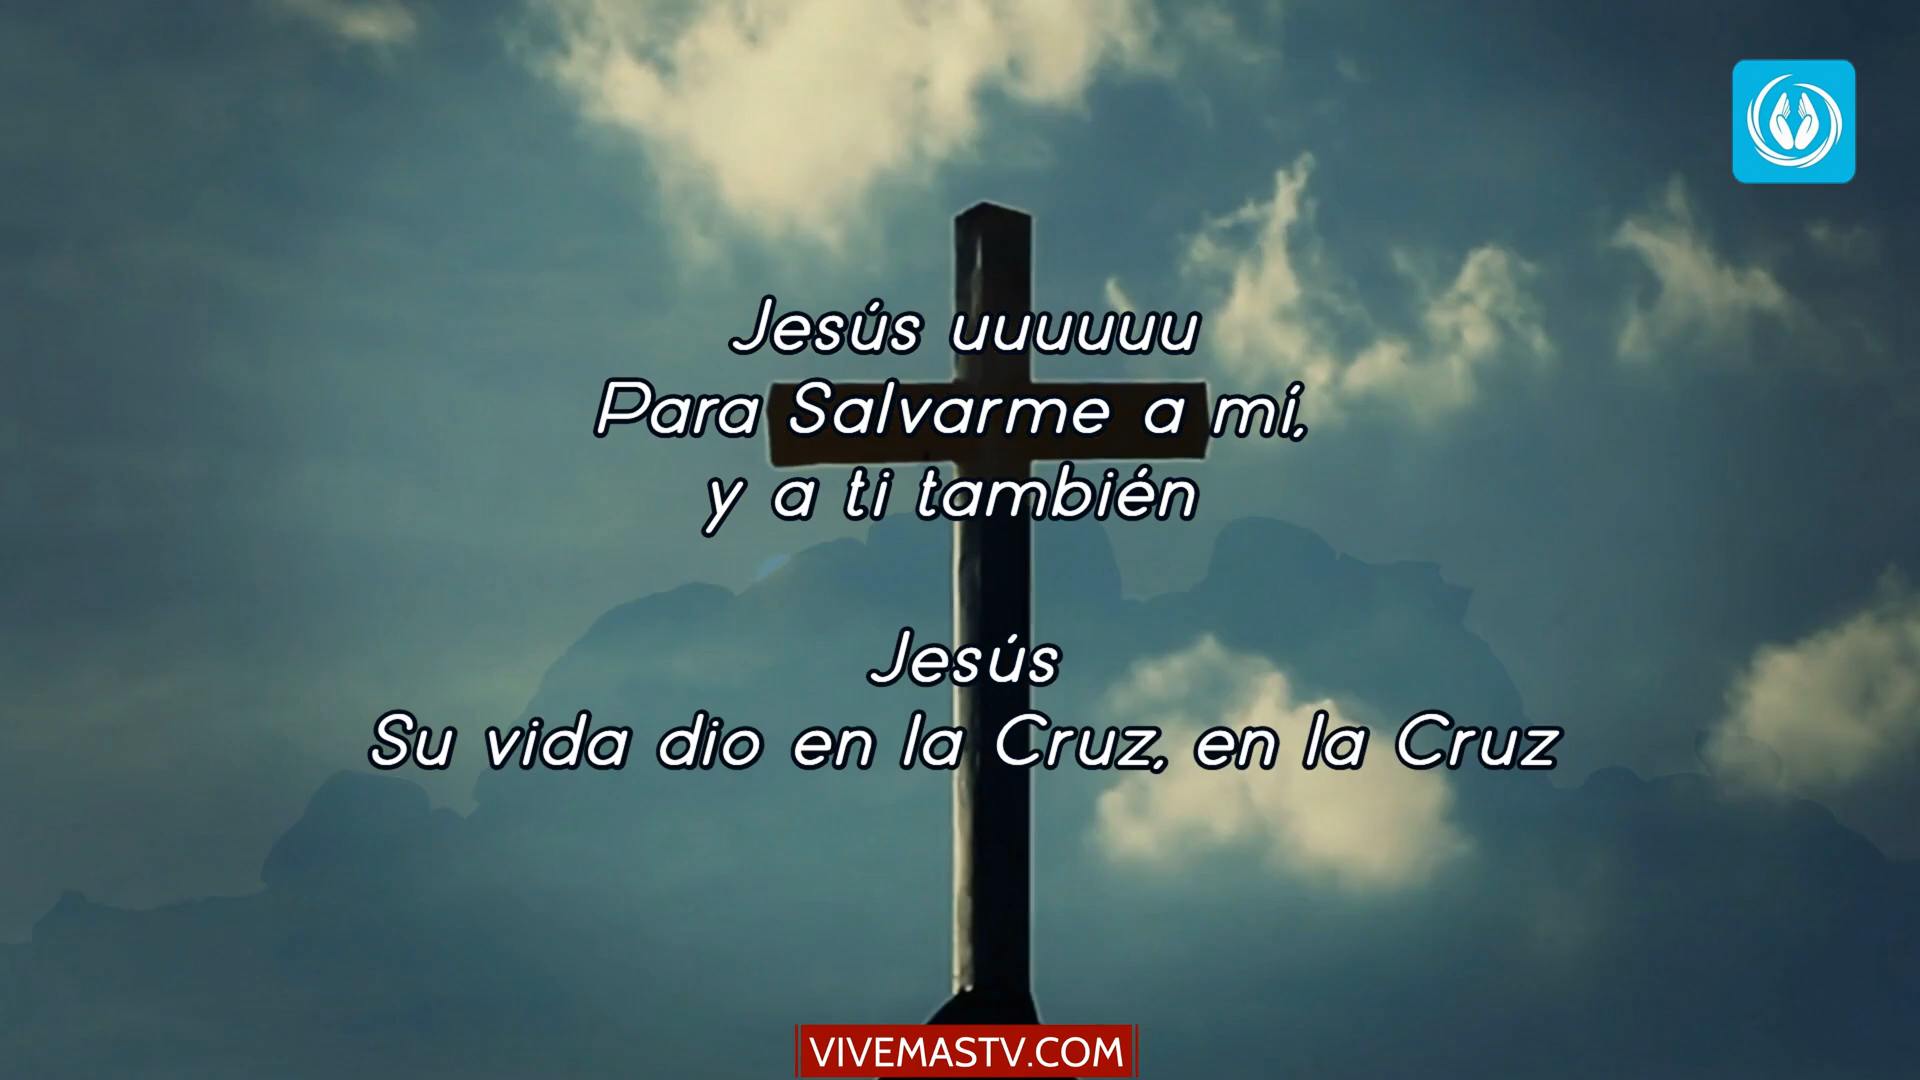 Jesús uuuuuu
Para Salvarme a mí,
y a ti también
Jesús
Su vida dio en la Cruz, en la Cruz
VIVEMASTV.COM